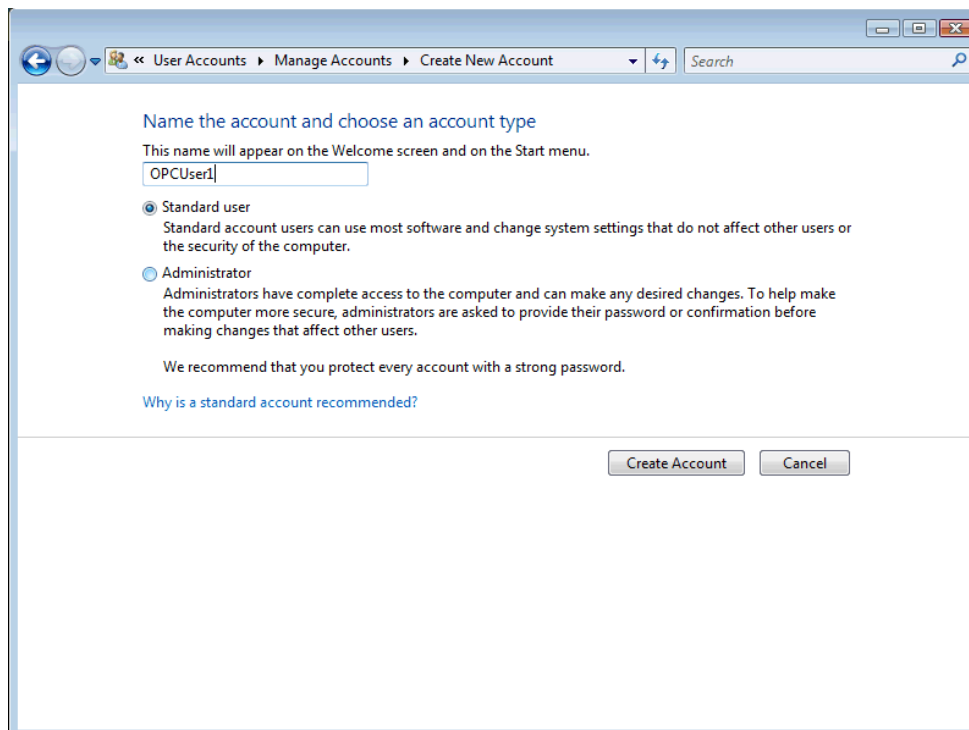 « User Accounts ▸ Manage Accounts ▸ Create New Account
Search
Name the account and choose an account type
This name will appear on the Welcome screen and on the Start menu.
OPCUser1
Standard user
Standard account users can use most software and change system settings that do not affect other users or
the security of the computer.
Administrator
Administrators have complete access to the computer and can make any desired changes. To help make
the computer more secure, administrators are asked to provide their password or confirmation before
making changes that affect other users.
We recommend that you protect every account with a strong password.
Why is a standard account recommended?
Create Account
Cancel